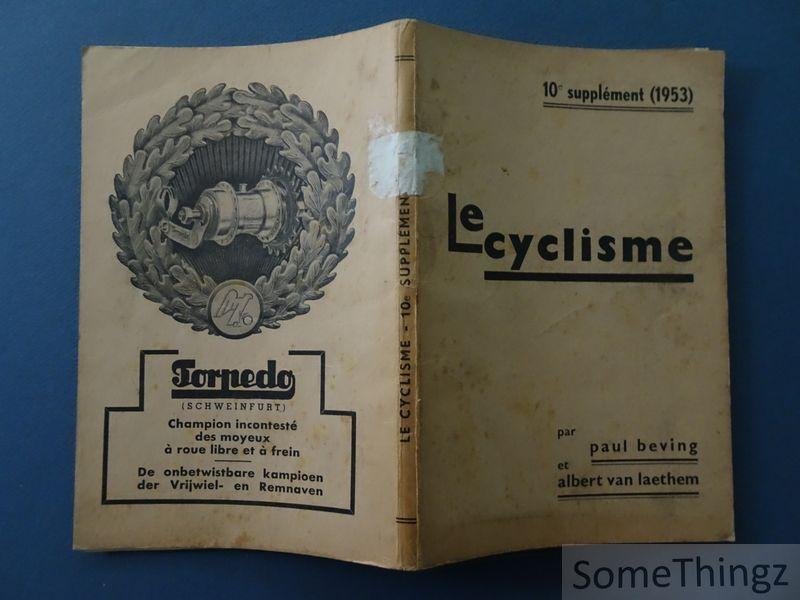 10e supplément (1953)
Le cyclisme
par
paul beving
et
albert van laethem
LE CYCLISME - 10e SUPPLEMEN
Torpedo
(SCHWEINFURT)
Champion incontesté
des moyeux
à roue libre et à frein
De onbetwistbare kampioen
der Vrijwiel- en Remnaven
SomeThingz